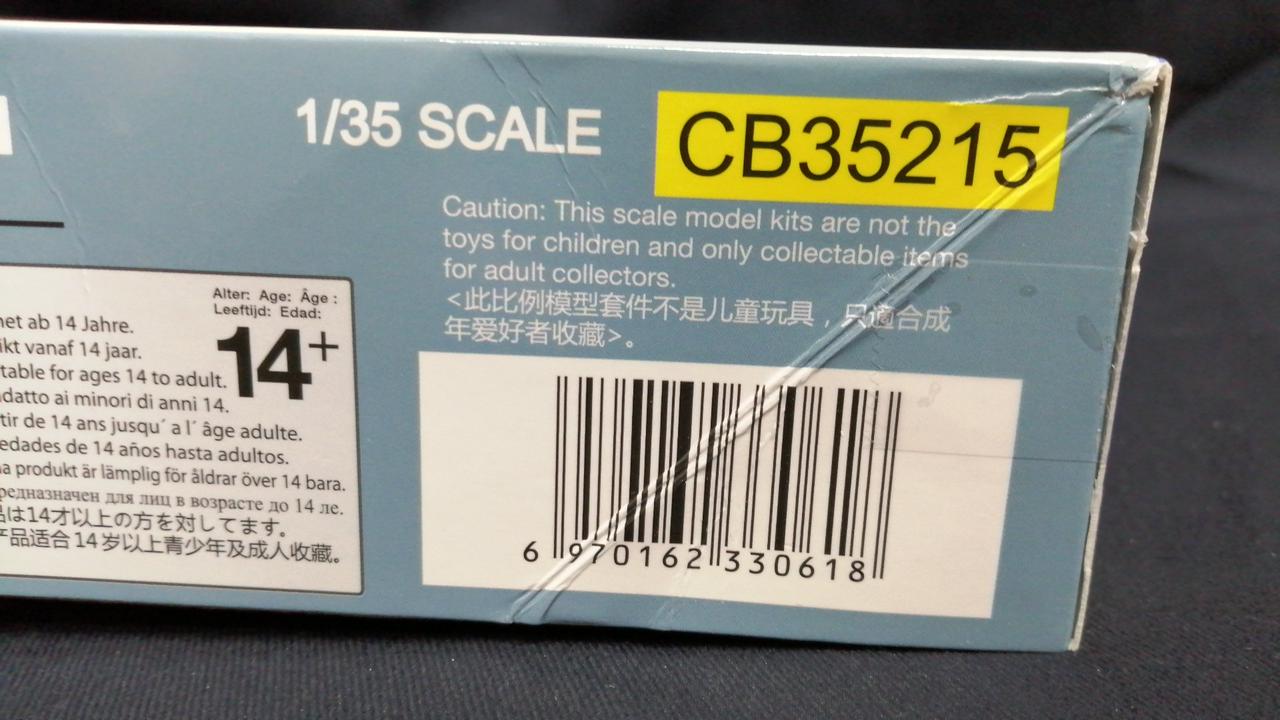 1/35 SCALE
CB35215
Caution: This scale model kits are not the
toys for children and only collectable items
for adult collectors.
<此比例模型套件不是儿童玩具，只適合成
年爱好者收藏>。
Alter: Age: Âge :
Leeftijd: Edad:
14+
net ab 14 Jahre.
ikt vanaf 14 jaar.
table for ages 14 to adult.
datto ai minori di anni 14.
tir de 14 ans jusqu´ a l´ âge adulte.
edades de 14 años hasta adultos.
a produkt är lämplig för åldrar över 14 bara.
редназначен для лиц в возрасте до 14 ле.
品は14才以上の方を対してます。
产品适合14岁以上青少年及成人收藏。
6 970162 330618